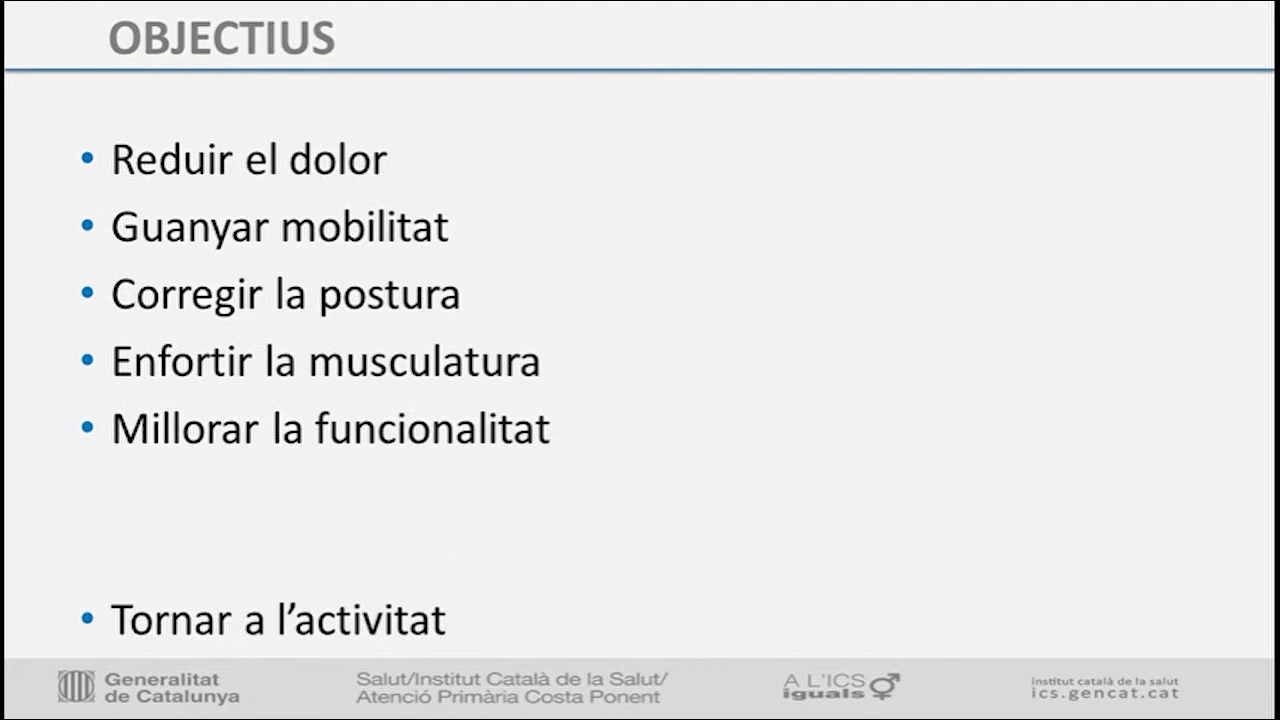 OBJECTIUS
• Reduir el dolor
• Guanyar mobilitat
• Corregir la postura
• Enfortir la musculatura
• Millorar la funcionalitat
• Tornar a l’activitat
Generalitat
de Catalunya
Salut/Institut Català de la Salut/
Atenció Primària Costa Ponent
A L'ICS
iguals
institut català de la salut
ics.gencat.cat